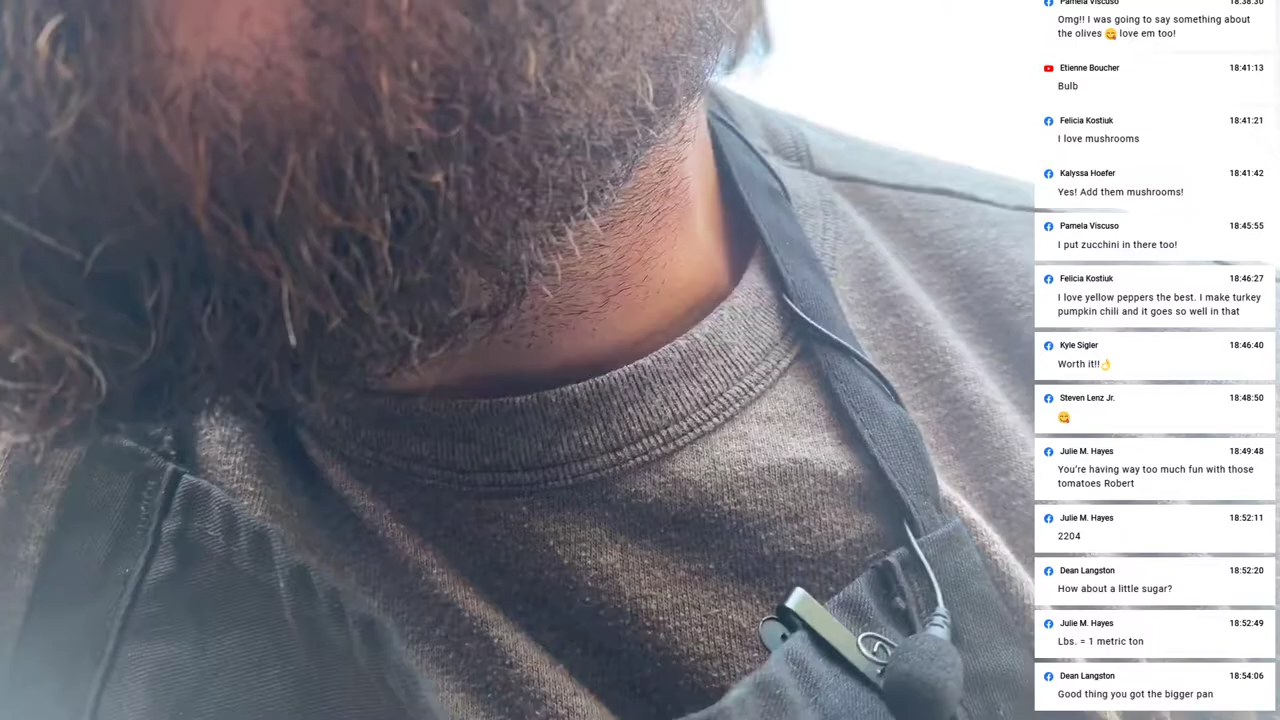 Pamela Viscuso 18:38:30
Omg!! I was going to say something about
the olives 😋 love em too!
Etienne Boucher 18:41:13
Bulb
Felicia Kostiuk 18:41:21
I love mushrooms
Kalyssa Hoefer 18:41:42
Yes! Add them mushrooms!
Pamela Viscuso 18:45:55
I put zucchini in there too!
Felicia Kostiuk 18:46:27
I love yellow peppers the best. I make turkey
pumpkin chili and it goes so well in that
Kyle Sigler 18:46:40
Worth it!!👌
Steven Lenz Jr. 18:48:50
😋
Julie M. Hayes 18:49:48
You’re having way too much fun with those
tomatoes Robert
Julie M. Hayes 18:52:11
2204
Dean Langston 18:52:20
How about a little sugar?
Julie M. Hayes 18:52:49
Lbs. = 1 metric ton
Dean Langston 18:54:06
Good thing you got the bigger pan